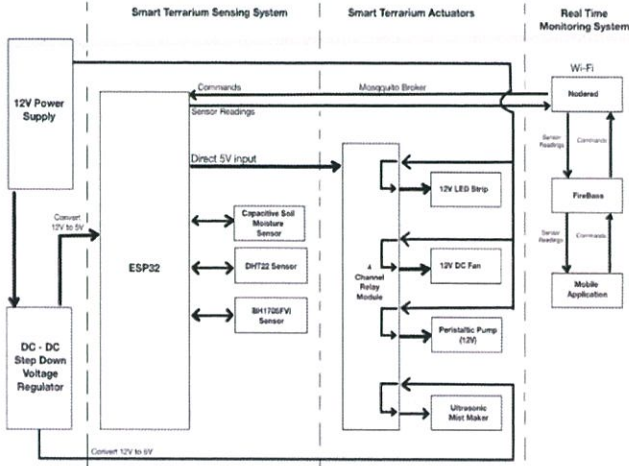 Smart Terrarium Sensing System
Smart Terrarium Actuators
Real Time
Monitoring System
12V Power
Supply
Convert
12V to 5V
DC - DC
Step Down
Voltage
Regulator
Convert 12V to 5V
ESP32
Commands
Mosqquito Broker
Sensor Readings
Direct 5V input
Capacitive Soil
Moisture
Sensor
DHT22 Sensor
BH1705FVI
Sensor
4
Channel
Relay
Module
12V LED Strip
12V DC Fan
Peristaltic Pump
(12V)
Ultrasonic
Mist Maker
Wi-Fi
Nodered
Sensor
Readings
Commands
FireBase
Sensor
Readings
Commands
Mobile
Application